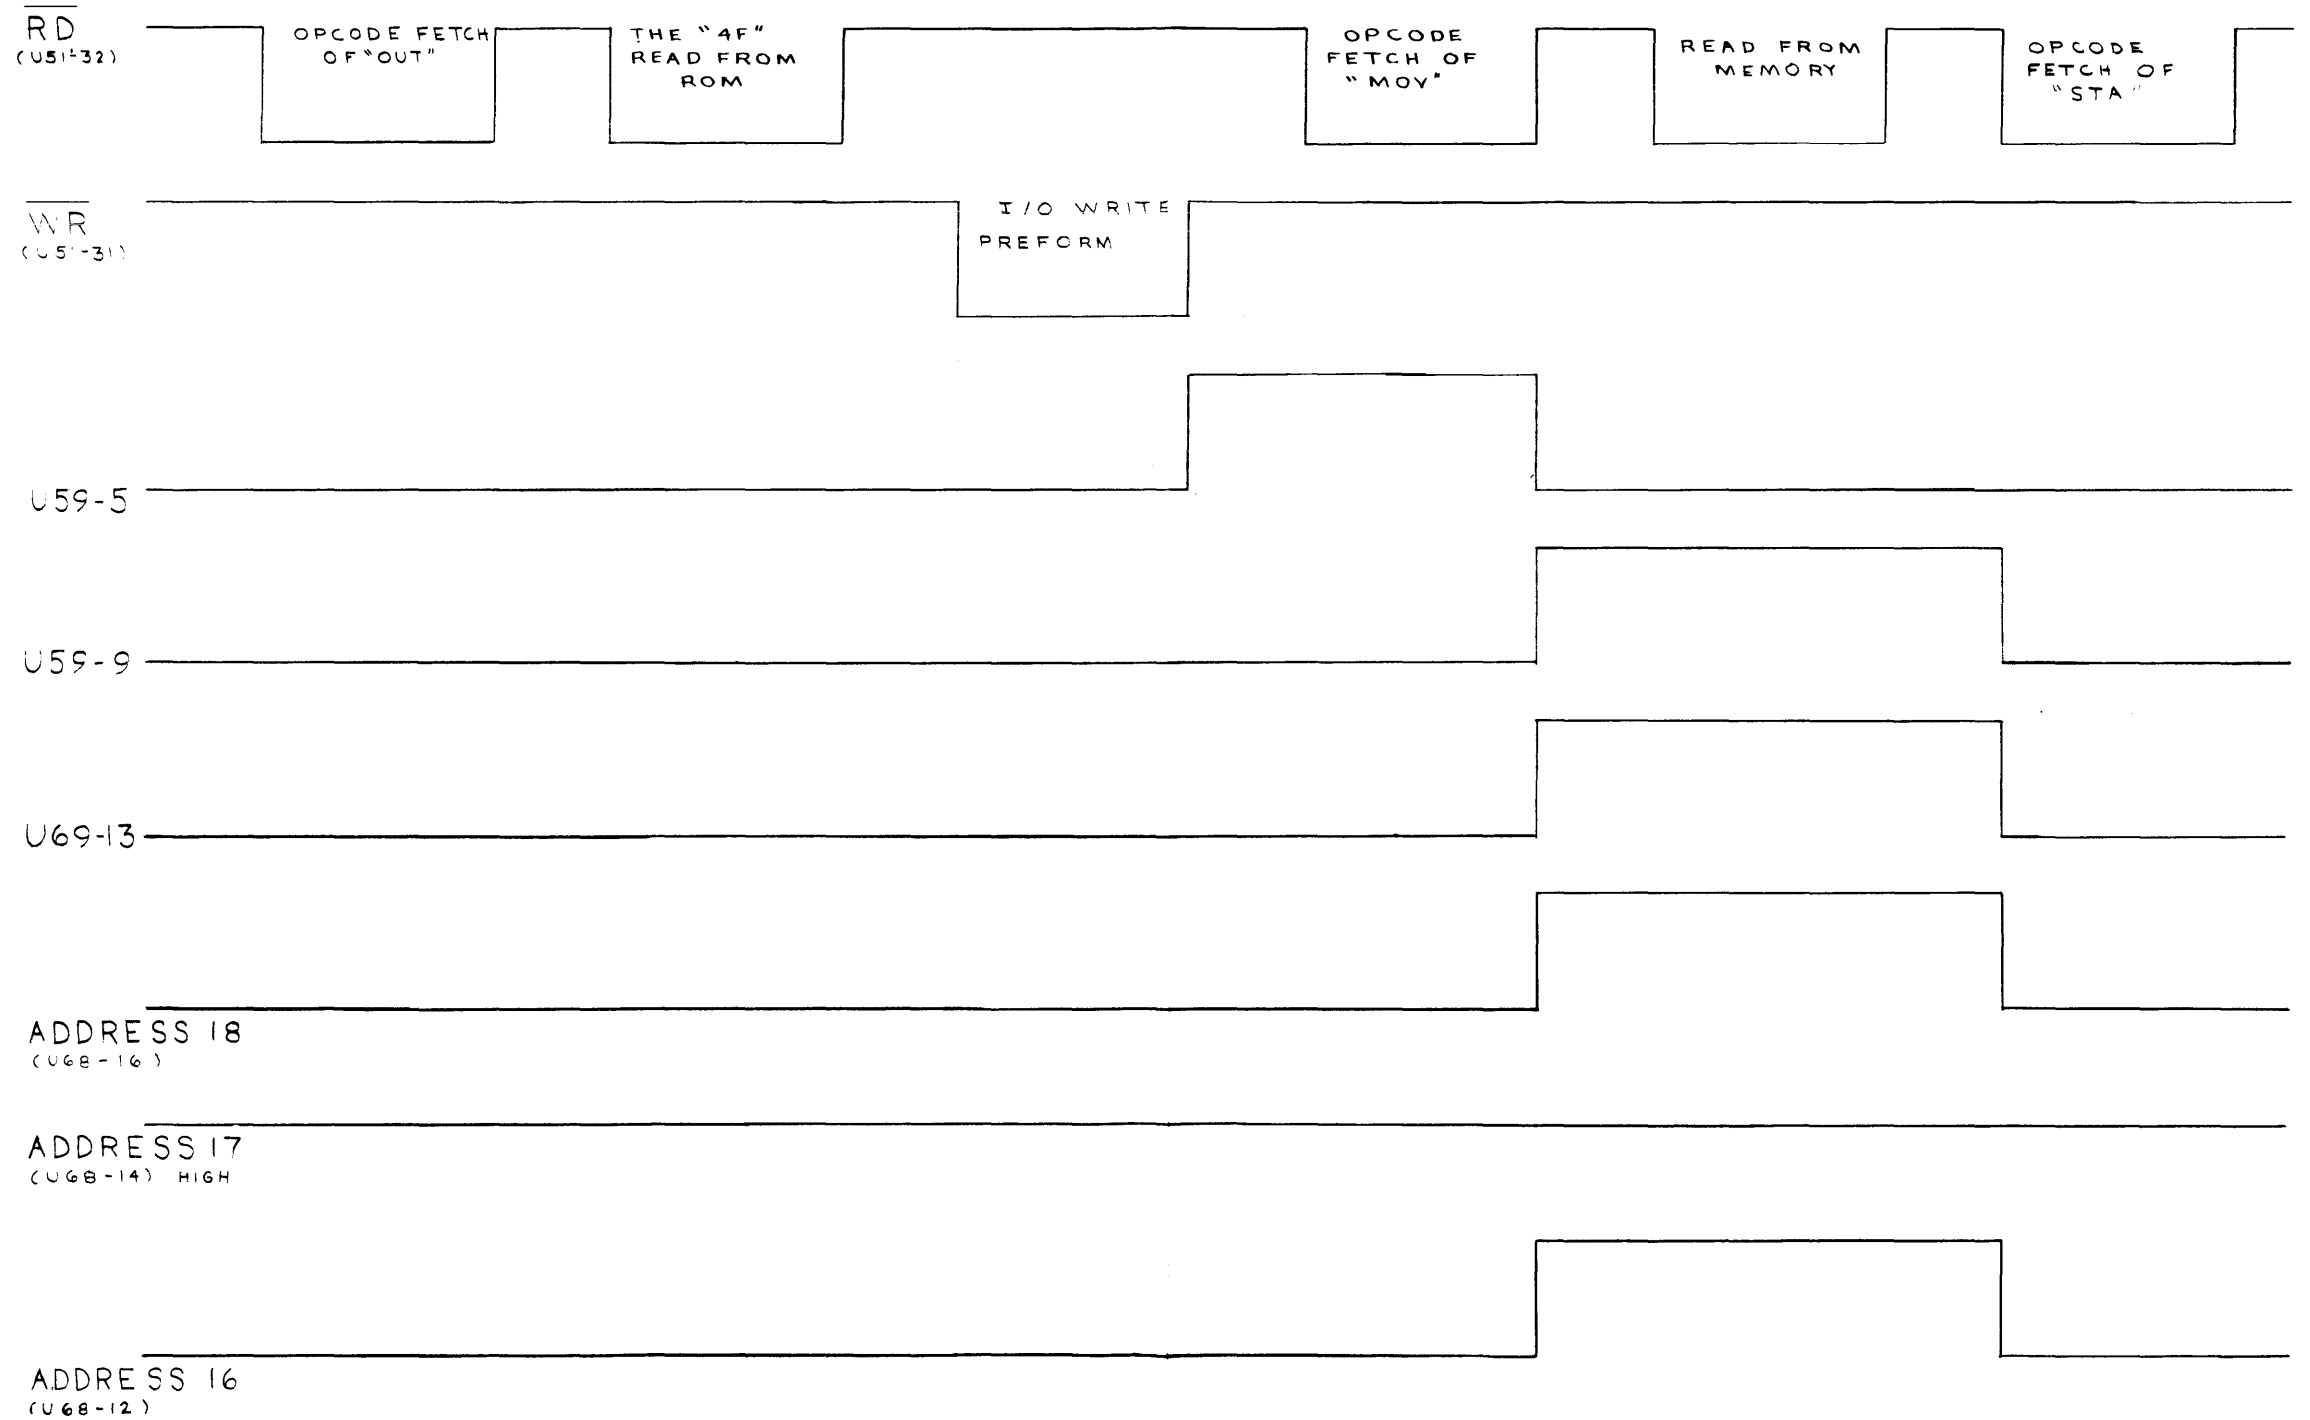 RD
(U51-32)
OPCODE FETCH
OF "OUT"
THE "4F"
READ FROM
ROM
OPCODE
FETCH OF
"MOV"
READ FROM
MEMORY
OPCODE
FETCH OF
"STA"
WR
(U51-31)
I/O WRITE
PREFORM
U59-5
U59-9
U69-13
ADDRESS 18
(U68-16)
ADDRESS 17
(U68-14) HIGH
ADDRESS 16
(U68-12)